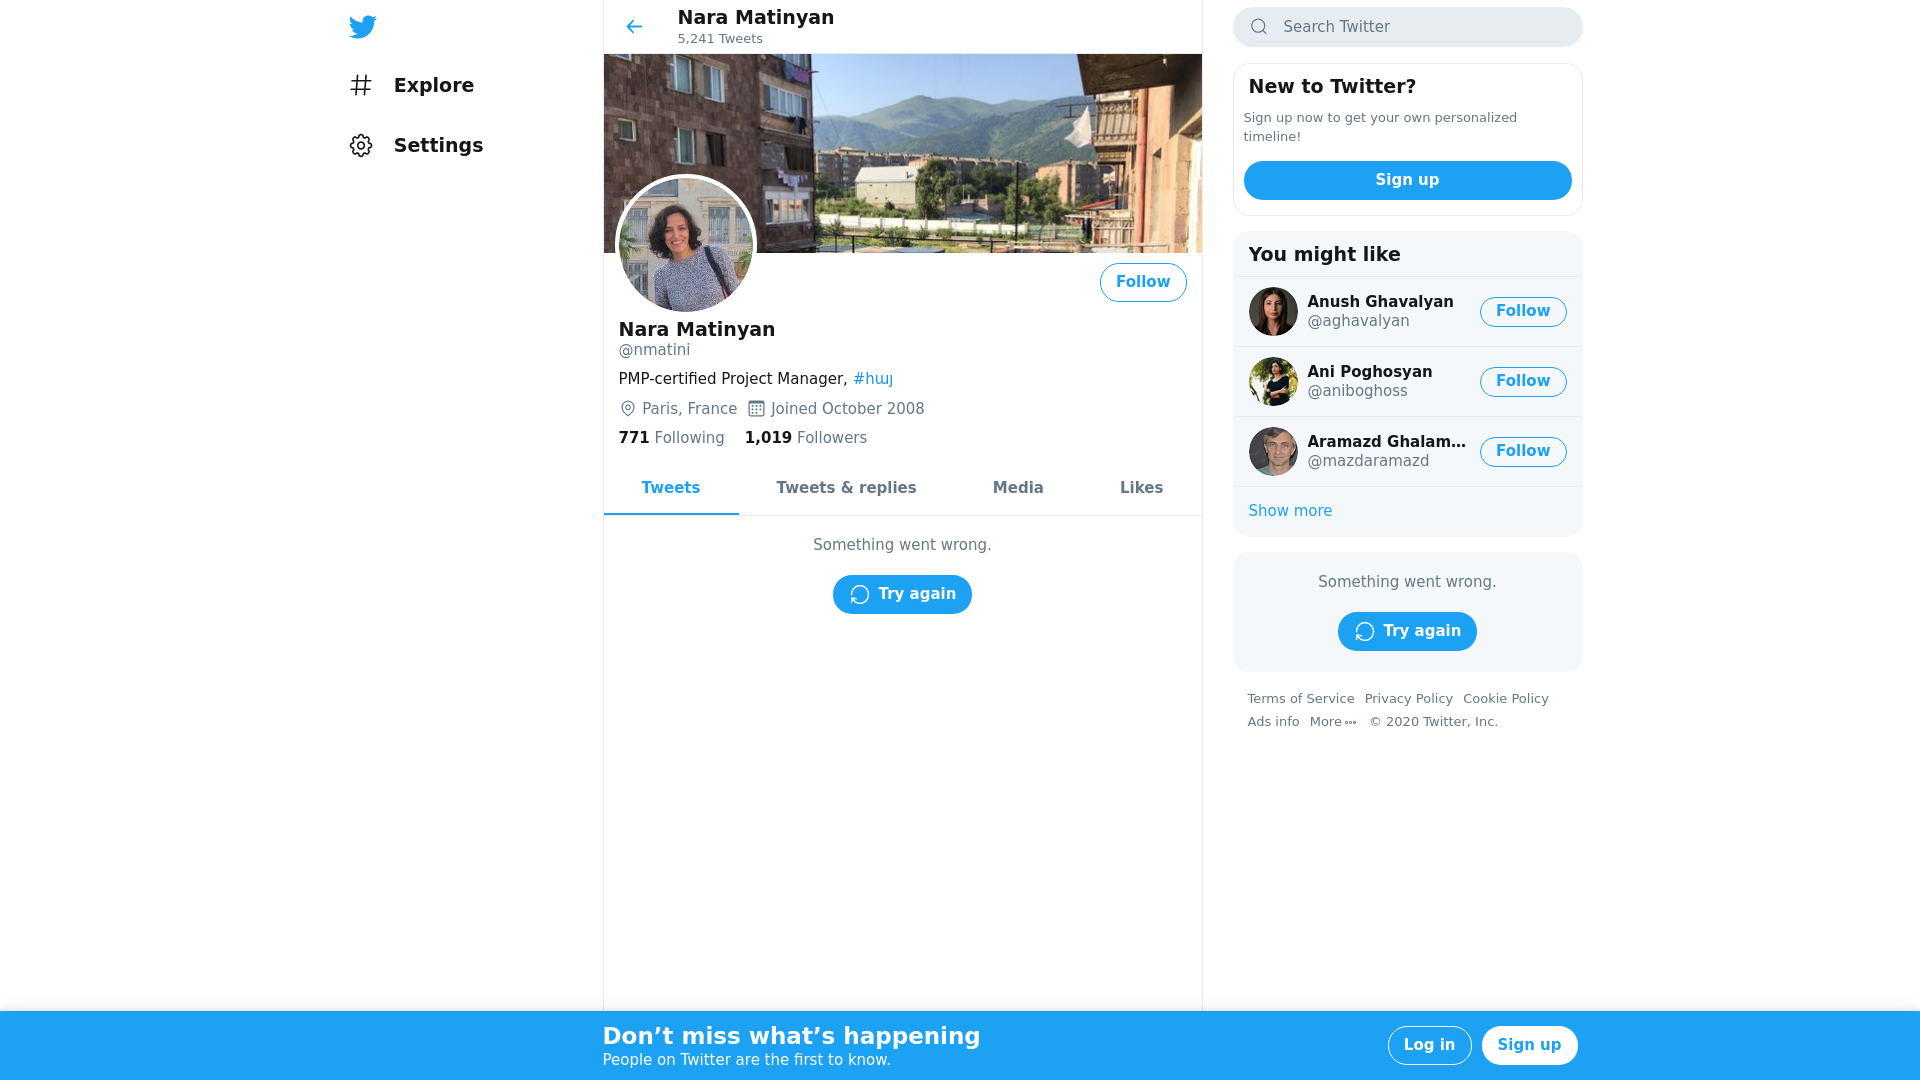 Nara Matinyan
5,241 Tweets
Explore
Settings
Follow
Nara Matinyan
@nmatini
PMP-certified Project Manager, #հայ
Paris, France Joined October 2008
771 Following 1,019 Followers
Tweets Tweets & replies Media Likes
Something went wrong.
Try again
Search Twitter
New to Twitter?
Sign up now to get your own personalized
timeline!
Sign up
You might like
Anush Ghavalyan
@aghavalyan
Follow
Ani Poghosyan
@aniboghoss
Follow
Aramazd Ghalam…
@mazdaramazd
Follow
Show more
Something went wrong.
Try again
Terms of Service Privacy Policy Cookie Policy
Ads info More © 2020 Twitter, Inc.
Don’t miss what’s happening
People on Twitter are the first to know.
Log in
Sign up